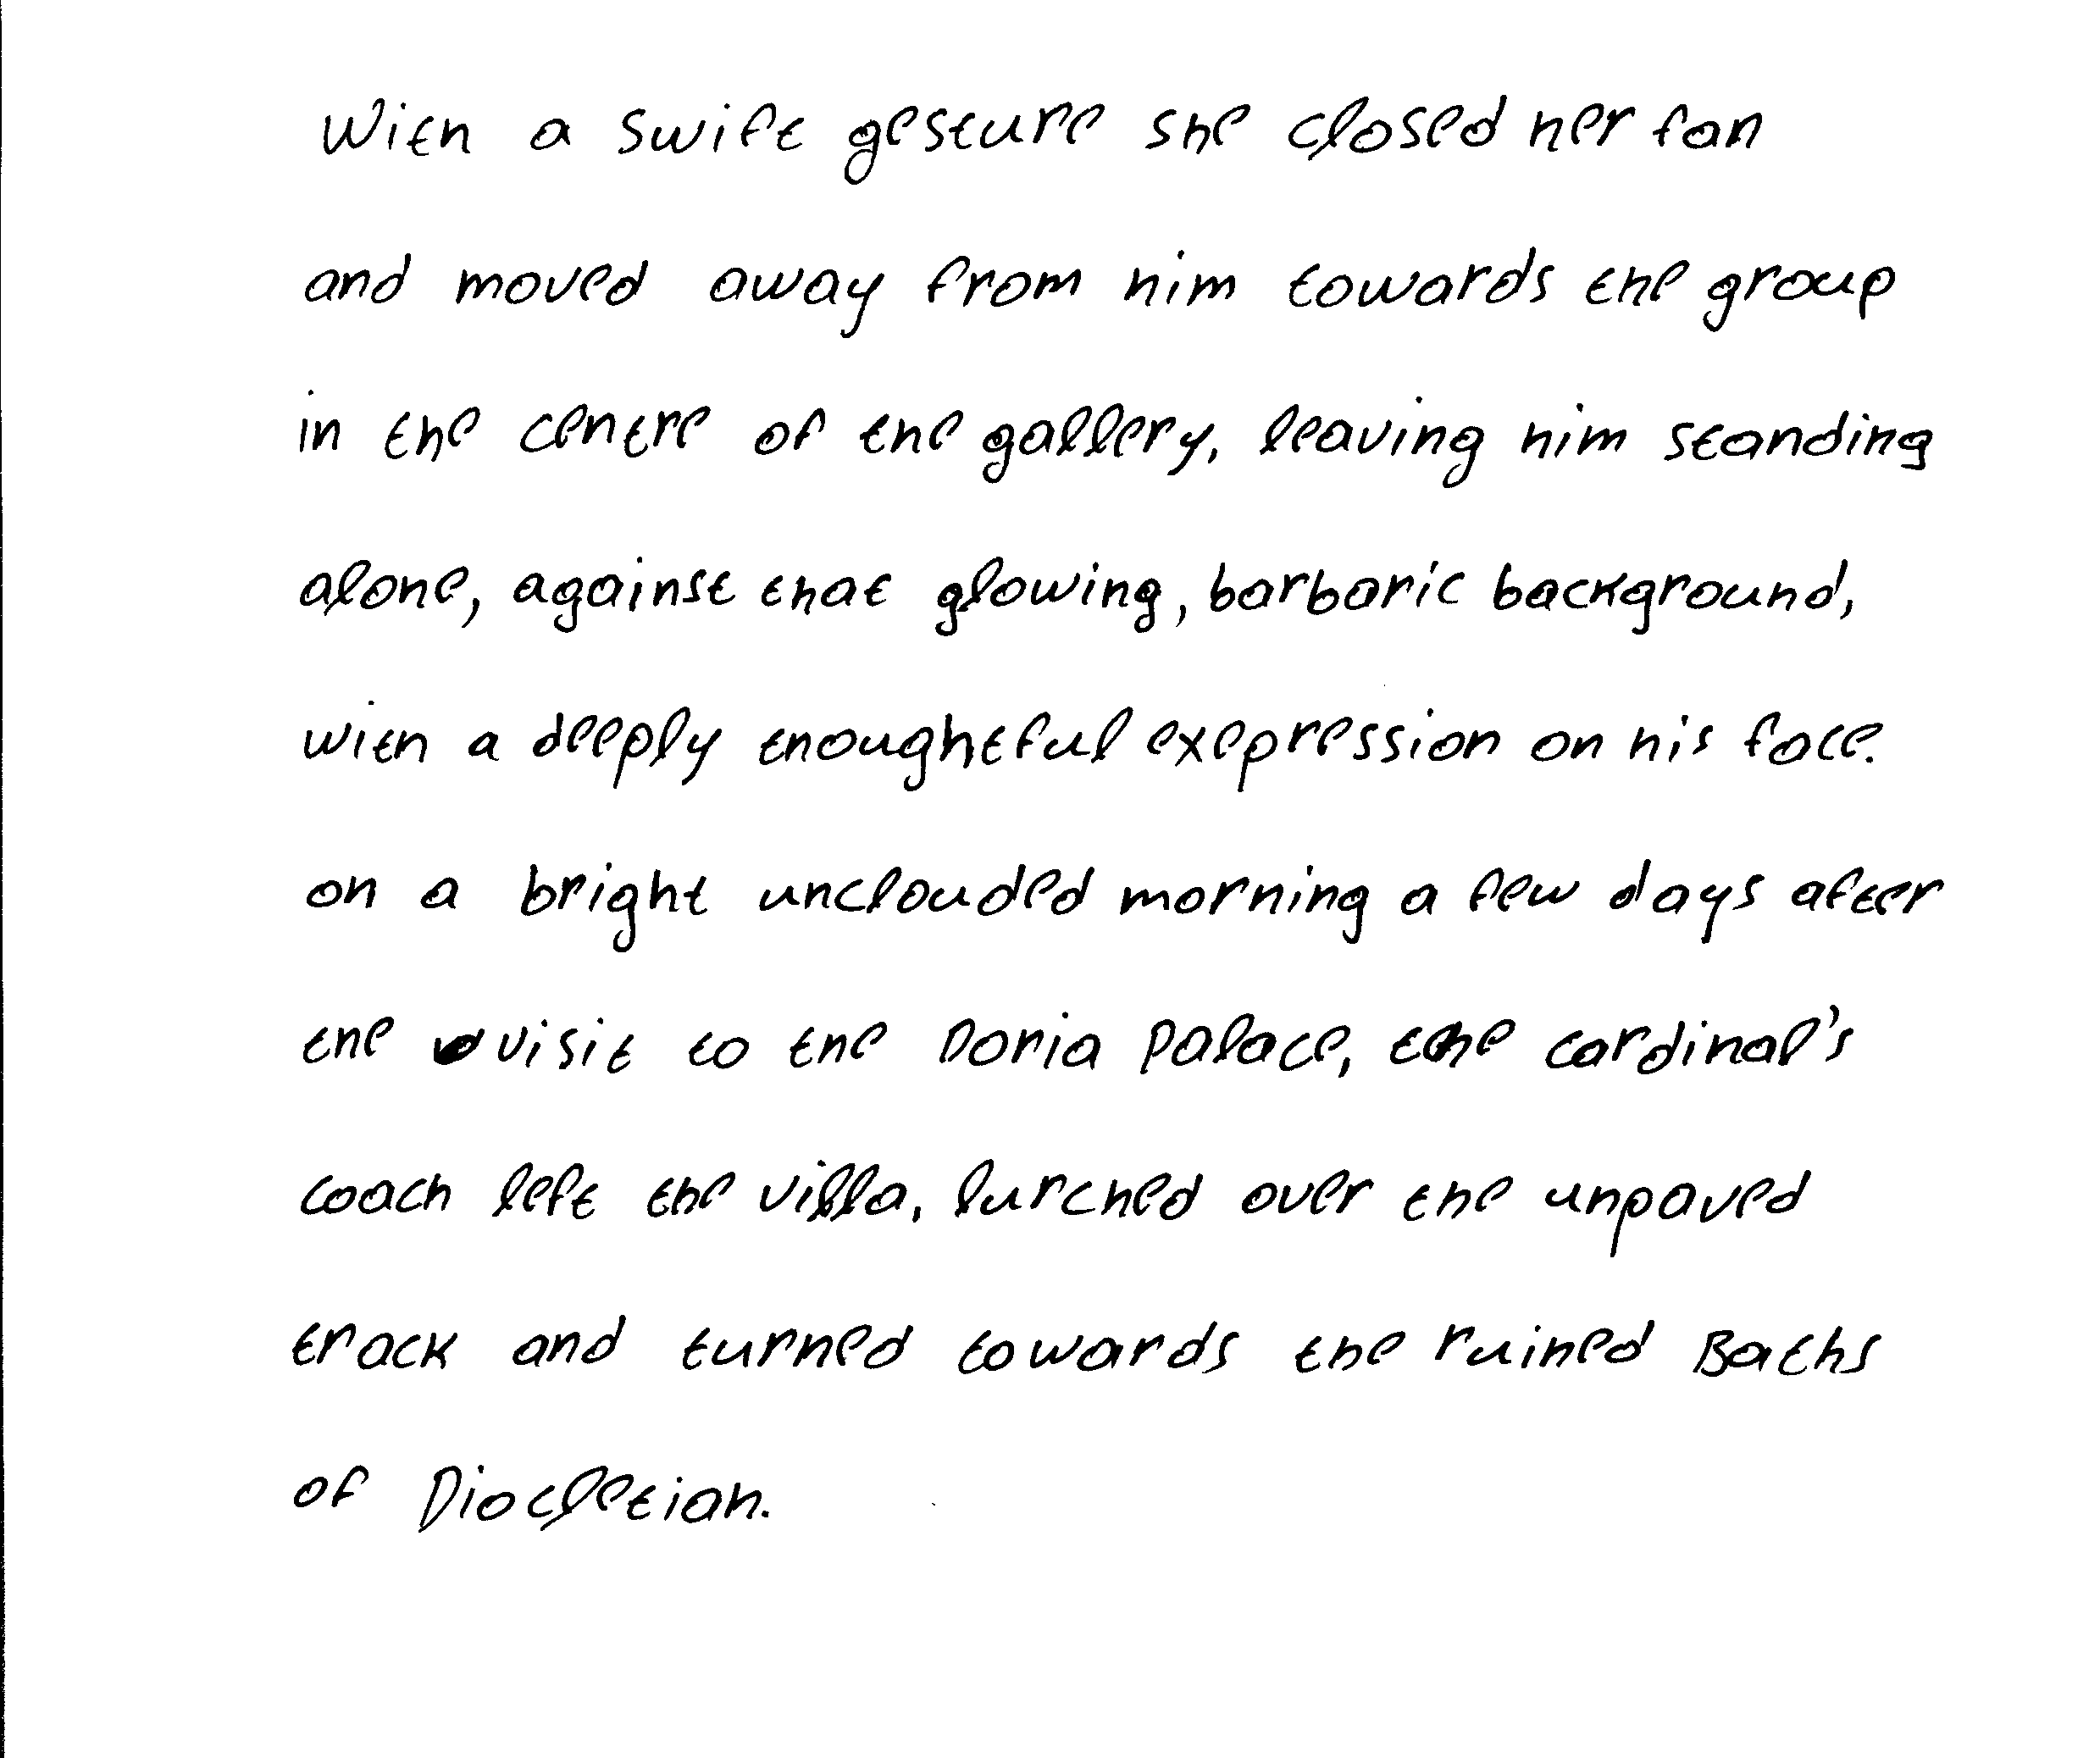 With a swift gesture she closed her fan
and moved away from him towards the group
in the centre of the gallery, leaving him standing
alone, against that glowing, barbaric background,
with a deeply thoughtful exepression on his face.
on a bright unclouded morning a few days after
the visit to the Doria Palace, the cardinal's
coach left the villa, lurched over the unpaved
track and turned towards the ruined Baths
of Diocletian.